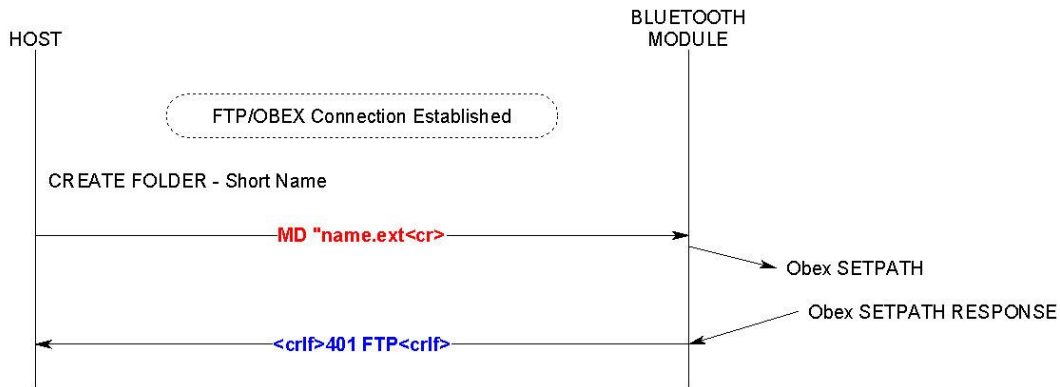 HOST
BLUETOOTH
MODULE
FTP/OBEX Connection Established
CREATE FOLDER - Short Name
MD "name.ext<cr>
Obex SETPATH
Obex SETPATH RESPONSE
<crlf>401 FTP<crlf>